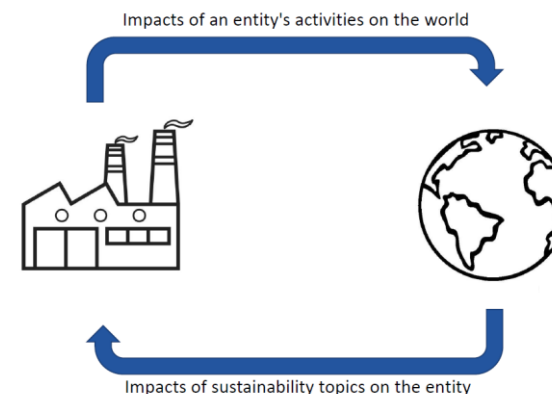 Impacts of an entity's activities on the world
Impacts of sustainability topics on the entity